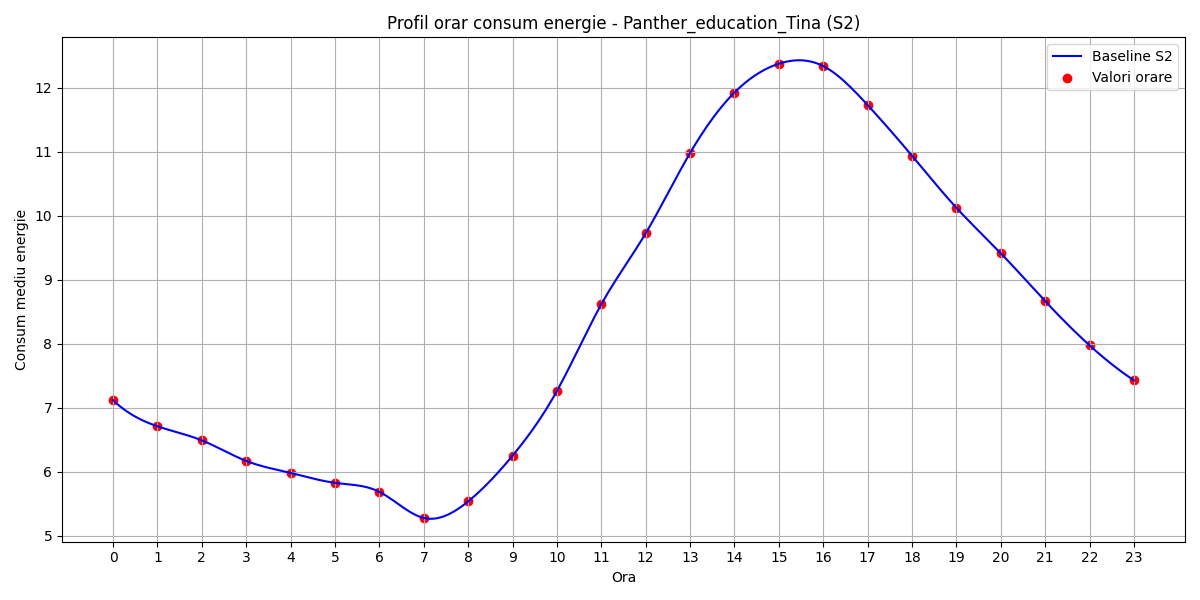 Profil orar consum energie - Panther_education_Tina (S2)
Baseline S2
Valori orare
Consum mediu energie
12
11
10
9
8
7
6
5
0 1 2 3 4 5 6 7 8 9 10 11 12 13 14 15 16 17 18 19 20 21 22 23
Ora